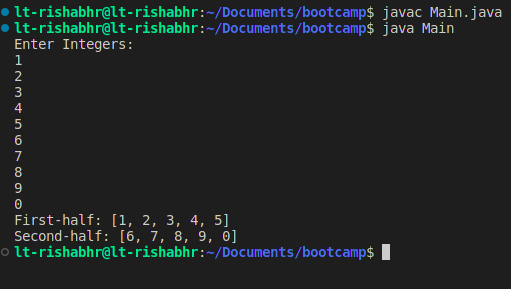 lt-rishabhr@lt-rishabhr:~/Documents/bootcamp$ javac Main.java
lt-rishabhr@lt-rishabhr:~/Documents/bootcamp$ java Main
Enter Integers:
1
2
3
4
5
6
7
8
9
0
First-half: [1, 2, 3, 4, 5]
Second-half: [6, 7, 8, 9, 0]
lt-rishabhr@lt-rishabhr:~/Documents/bootcamp$